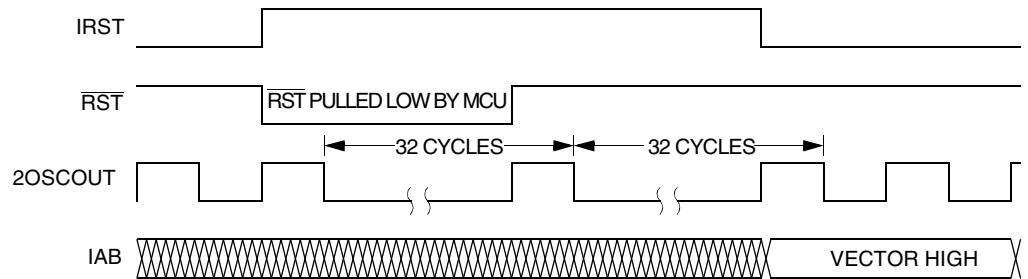 IRST
RST
RST PULLED LOW BY MCU
32 CYCLES
32 CYCLES
2OSCOUT
IAB
VECTOR HIGH